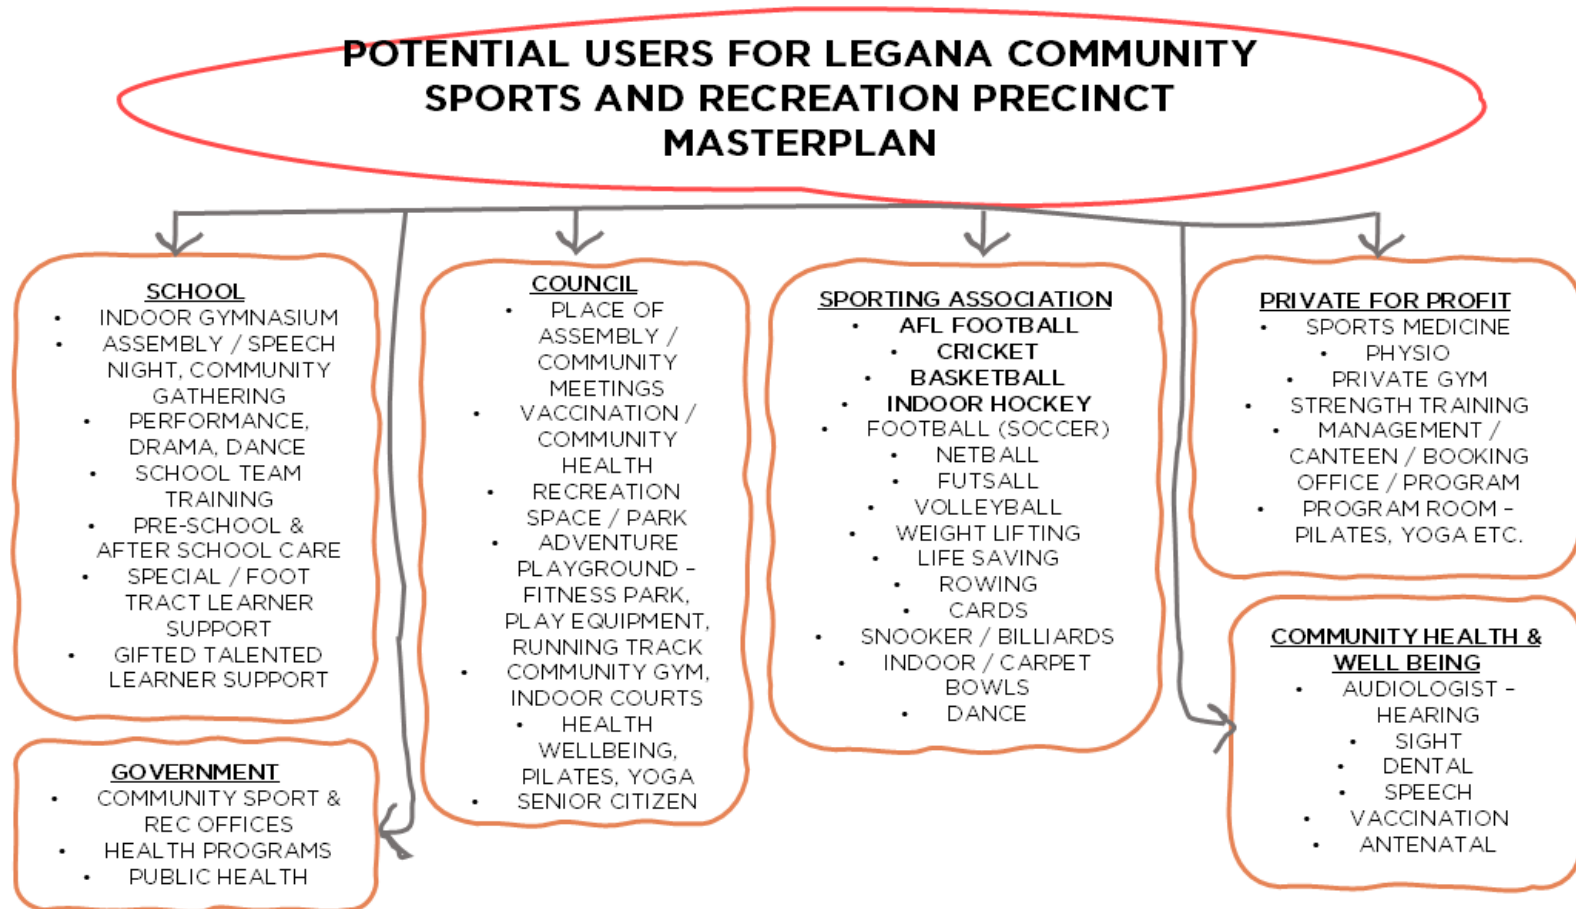 POTENTIAL USERS FOR LEGANA COMMUNITY
SPORTS AND RECREATION PRECINCT
MASTERPLAN
SCHOOL
• INDOOR GYMNASIUM
• ASSEMBLY / SPEECH
NIGHT, COMMUNITY
GATHERING
• PERFORMANCE,
DRAMA, DANCE
• SCHOOL TEAM
TRAINING
• PRE-SCHOOL &
AFTER SCHOOL CARE
• SPECIAL / FOOT
TRACT LEARNER
SUPPORT
• GIFTED TALENTED
LEARNER SUPPORT
GOVERNMENT
• COMMUNITY SPORT &
REC OFFICES
• HEALTH PROGRAMS
• PUBLIC HEALTH
COUNCIL
• PLACE OF
ASSEMBLY /
COMMUNITY
MEETINGS
• VACCINATION /
COMMUNITY
HEALTH
• RECREATION
SPACE / PARK
• ADVENTURE
PLAYGROUND –
FITNESS PARK,
PLAY EQUIPMENT,
RUNNING TRACK
• COMMUNITY GYM,
INDOOR COURTS
• HEALTH
WELLBEING,
PILATES, YOGA
• SENIOR CITIZEN
SPORTING ASSOCIATION
• AFL FOOTBALL
• CRICKET
• BASKETBALL
• INDOOR HOCKEY
• FOOTBALL (SOCCER)
• NETBALL
• FUTSALL
• VOLLEYBALL
• WEIGHT LIFTING
• LIFE SAVING
• ROWING
• CARDS
• SNOOKER / BILLIARDS
• INDOOR / CARPET
BOWLS
• DANCE
PRIVATE FOR PROFIT
• SPORTS MEDICINE
• PHYSIO
• PRIVATE GYM
• STRENGTH TRAINING
• MANAGEMENT /
CANTEEN / BOOKING
OFFICE / PROGRAM
• PROGRAM ROOM –
PILATES, YOGA ETC.
COMMUNITY HEALTH &
WELL BEING
• AUDIOLOGIST –
HEARING
• SIGHT
• DENTAL
• SPEECH
• VACCINATION
• ANTENATAL